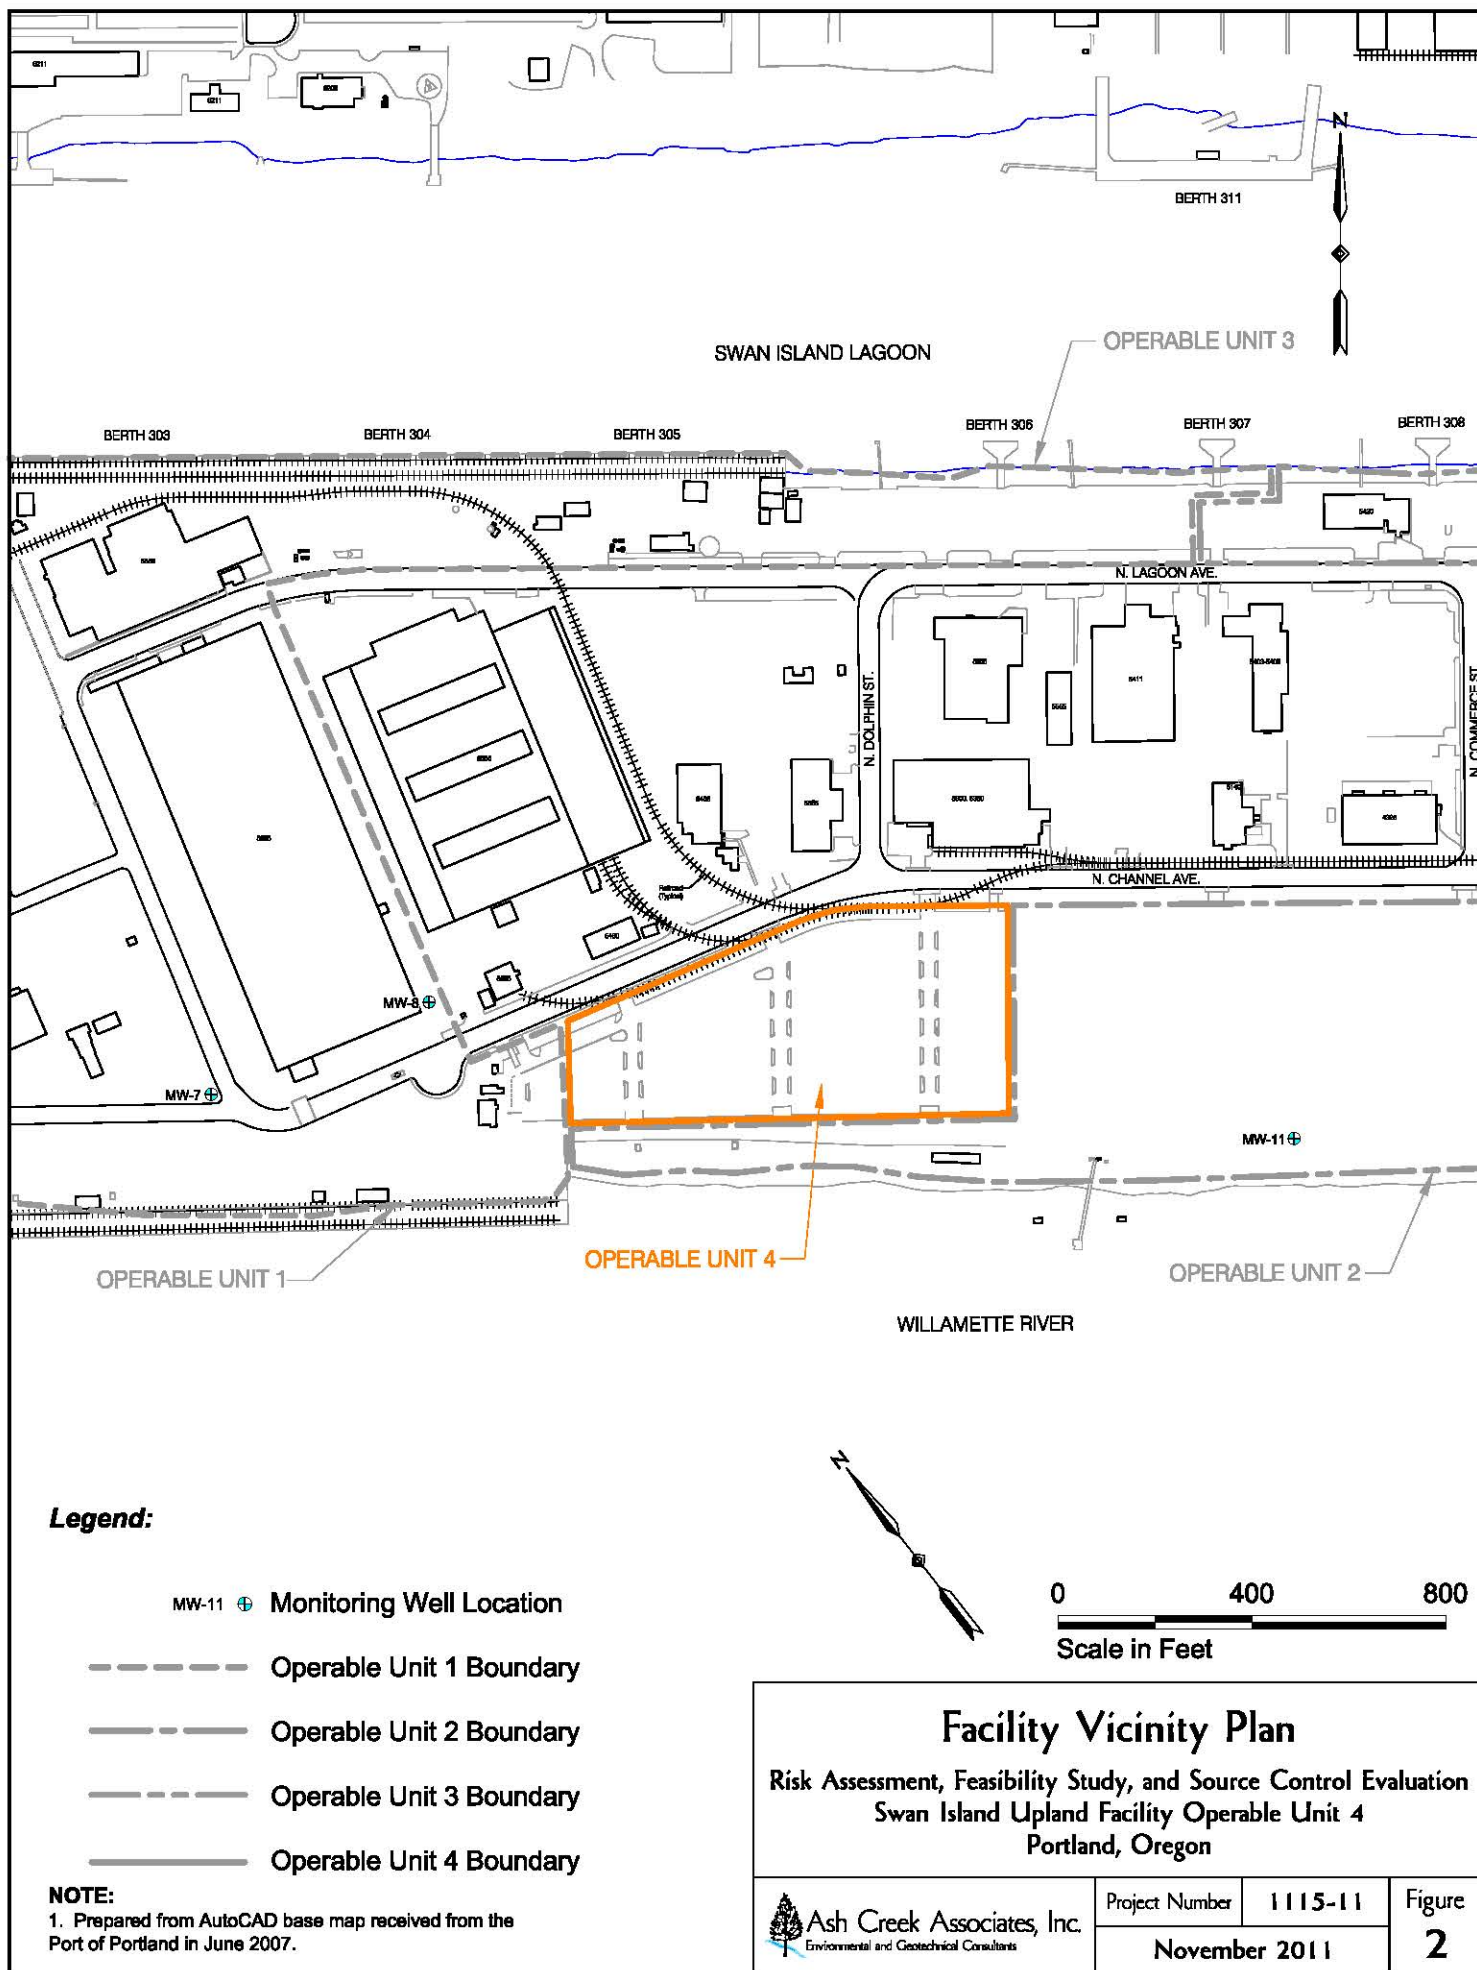 N
BERTH 311
SWAN ISLAND LAGOON
OPERABLE UNIT 3
BERTH 303
BERTH 304
BERTH 305
BERTH 306
BERTH 307
BERTH 308
N. LAGOON AVE.
N. DOLPHIN ST.
N. COMMERCE ST.
5411
N. CHANNEL AVE.
Railroad
(Typical)
MW-8
MW-7
MW-11
OPERABLE UNIT 4
OPERABLE UNIT 1
OPERABLE UNIT 2
WILLAMETTE RIVER
N
Legend:
MW-11 Monitoring Well Location
Operable Unit 1 Boundary
Operable Unit 2 Boundary
Operable Unit 3 Boundary
Operable Unit 4 Boundary
NOTE:
1. Prepared from AutoCAD base map received from the
Port of Portland in June 2007.
0 400 800
Scale in Feet
Facility Vicinity Plan
Risk Assessment, Feasibility Study, and Source Control Evaluation
Swan Island Upland Facility Operable Unit 4
Portland, Oregon
Ash Creek Associates, Inc.
Environmental and Geotechnical Consultants
Project Number 1115-11
November 2011
Figure
2